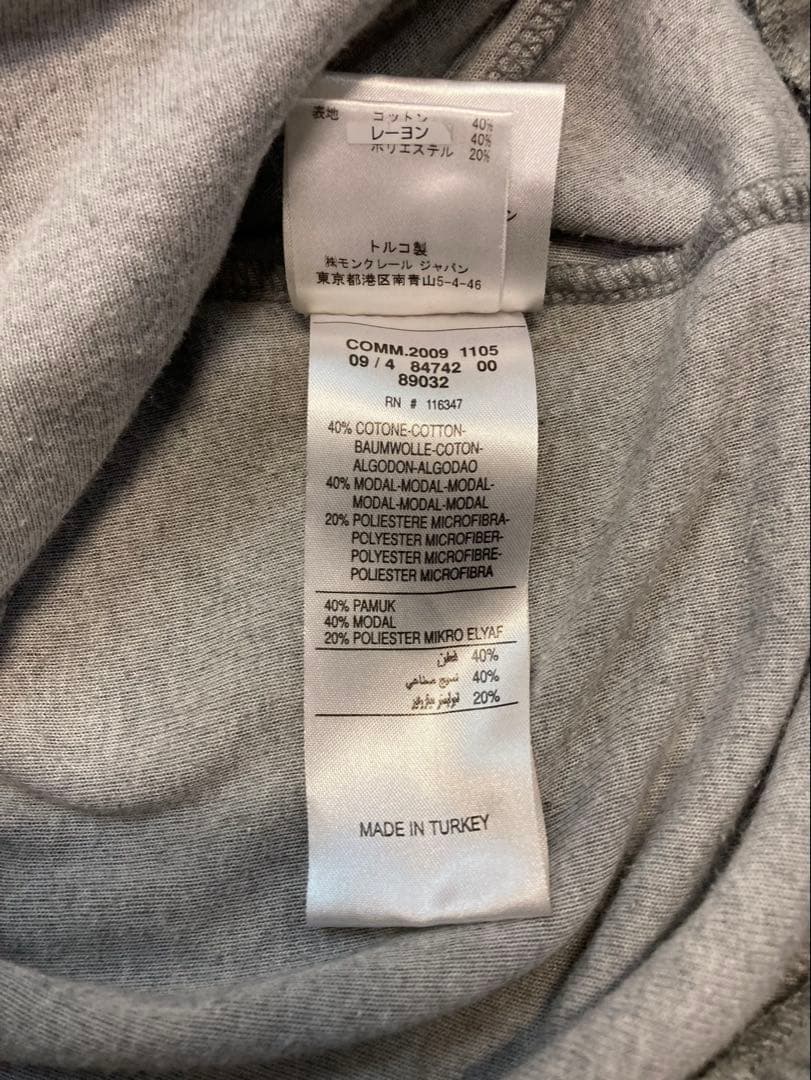 表地 コットン 40%
レーヨン 40%
ポリエステル 20%
ン
トルコ製
㈱モンクレール ジャパン
東京都港区南青山5-4-46
COMM.2009 1105
09 / 4 84742 00
89032
RN # 116347
40% COTONE-COTTON-
BAUMWOLLE-COTON-
ALGODON-ALGODAO
40% MODAL-MODAL-MODAL-
MODAL-MODAL-MODAL
20% POLIESTERE MICROFIBRA-
POLYESTER MICROFIBER-
POLYESTER MICROFIBRE-
POLIESTER MICROFIBRA
40% PAMUK
40% MODAL
20% POLIESTER MIKRO ELYAF
40% قطن
40% نسيج صناعي
20%
MADE IN TURKEY